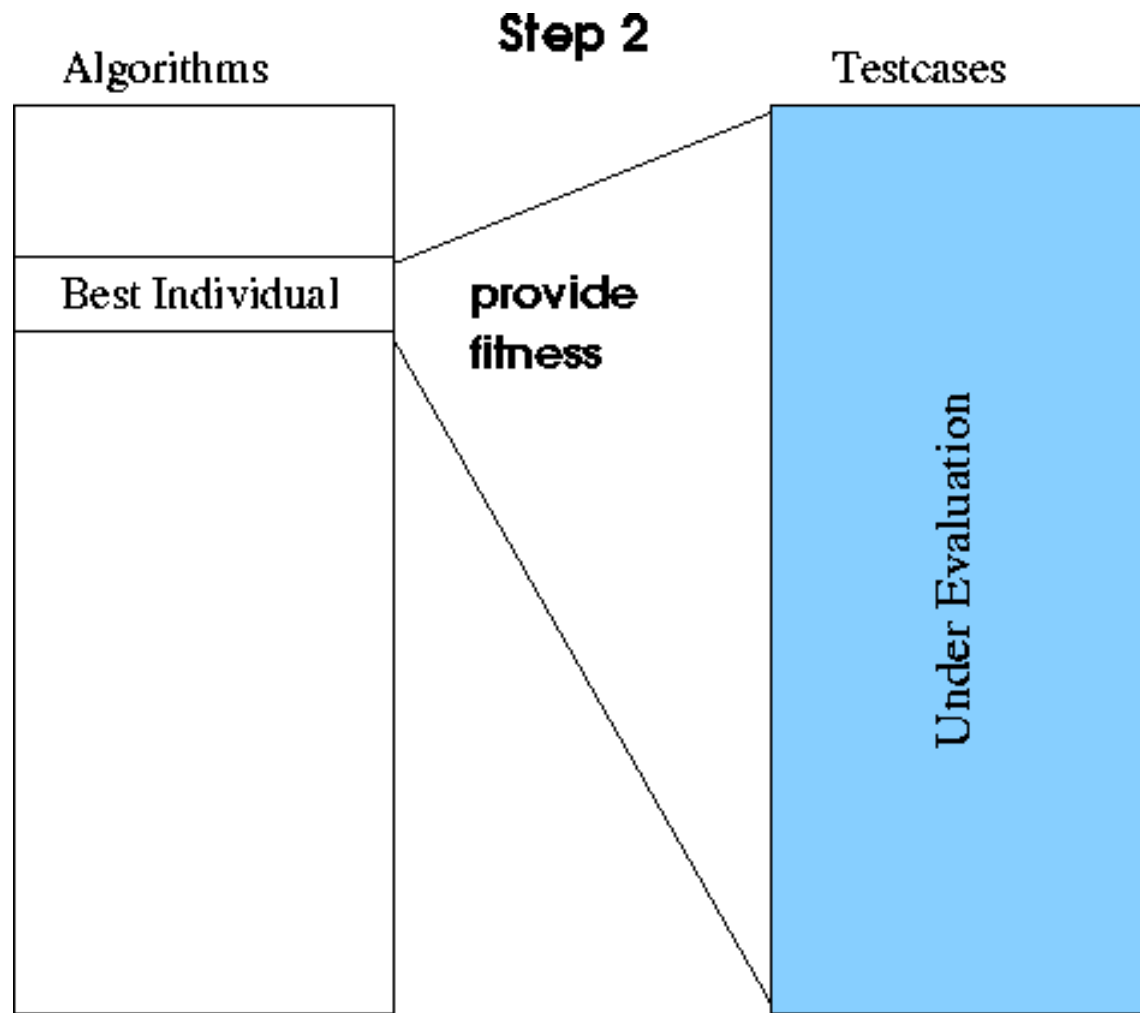 Step 2
Algorithms
Testcases
Best Individual
provide
fitness
Under Evaluation